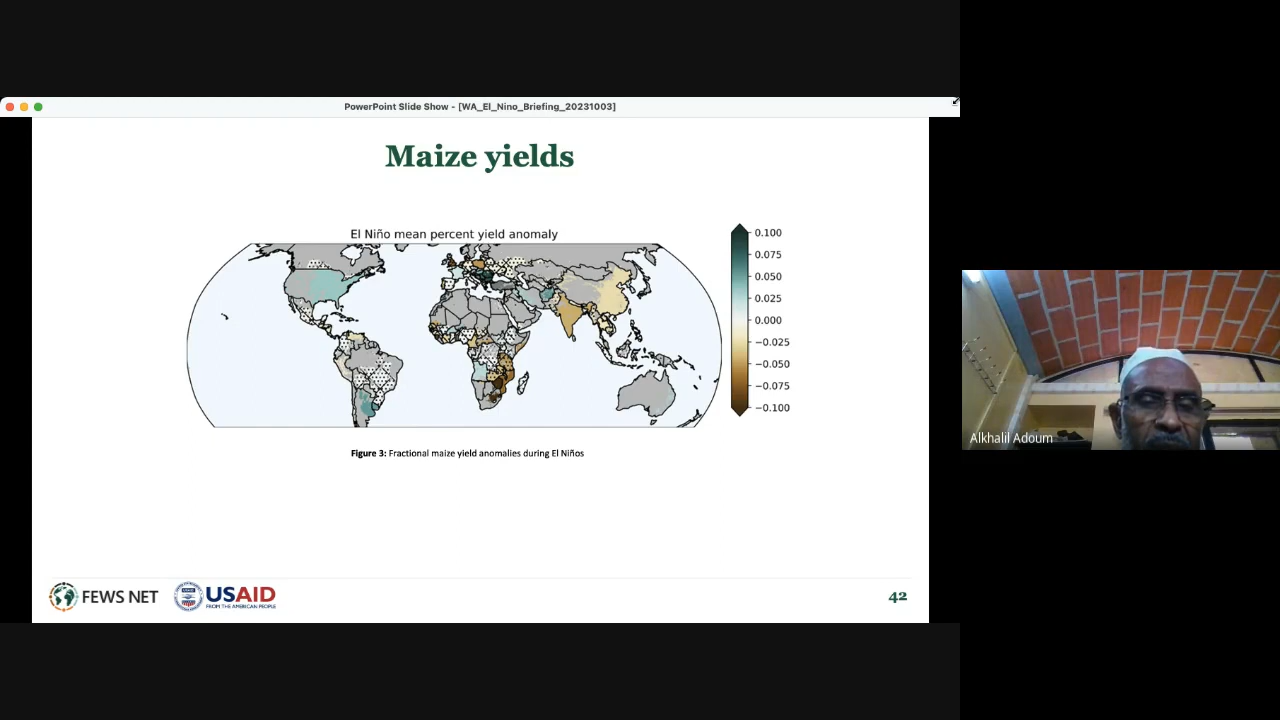 PowerPoint Slide Show - [WA_El_Nino_Briefing_20231003]
Maize yields
El Niño mean percent yield anomaly
0.100
0.075
0.050
0.025
0.000
−0.025
−0.050
−0.075
−0.100
Figure 3: Fractional maize yield anomalies during El Niños
FEWS NET
USAID
FROM THE AMERICAN PEOPLE
42
Alkhalil Adoum